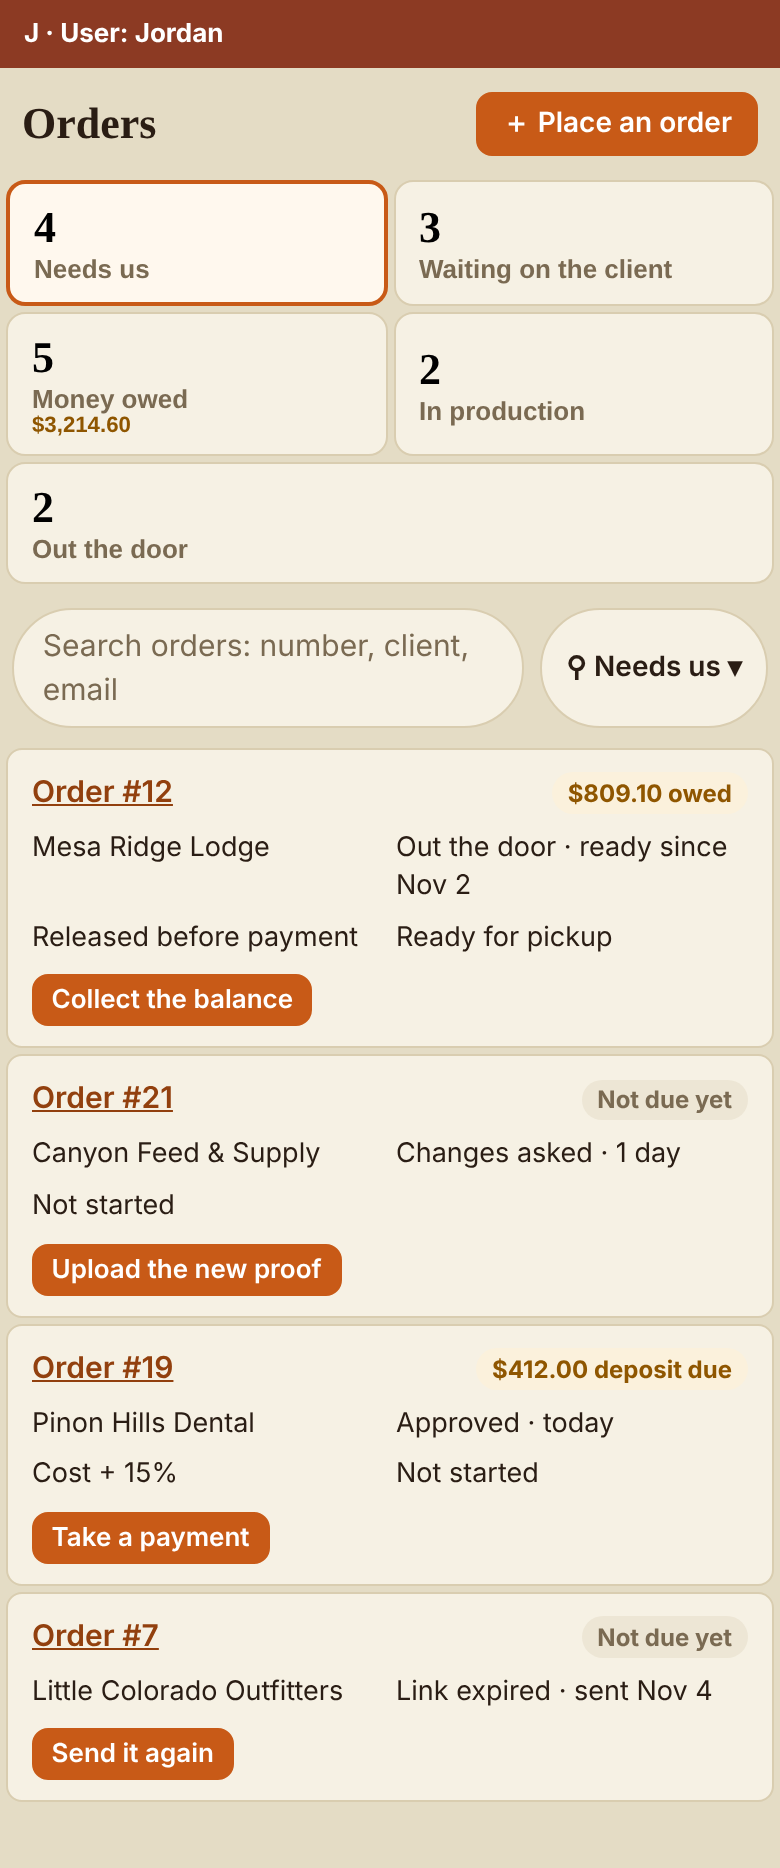 J · User: Jordan
Orders
+ Place an order
4
Needs us
3
Waiting on the client
5
Money owed
$3,214.60
2
In production
2
Out the door
Search orders: number, client,
email
Needs us ▾
Order #12
$809.10 owed
Mesa Ridge Lodge
Out the door · ready since
Nov 2
Released before payment
Ready for pickup
Collect the balance
Order #21
Not due yet
Canyon Feed & Supply
Changes asked · 1 day
Not started
Upload the new proof
Order #19
$412.00 deposit due
Pinon Hills Dental
Approved · today
Cost + 15%
Not started
Take a payment
Order #7
Not due yet
Little Colorado Outfitters
Link expired · sent Nov 4
Send it again